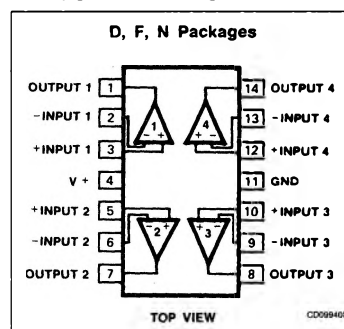 D, F, N Packages
OUTPUT 1 1 14 OUTPUT 4
−INPUT 1 2 13 −INPUT 4
1 4
− + + −
+INPUT 1 3 12 +INPUT 4
V + 4 11 GND
+INPUT 2 5 10 +INPUT 3
+ − − +
2 3
−INPUT 2 6 9 −INPUT 3
OUTPUT 2 7 8 OUTPUT 3
TOP VIEW